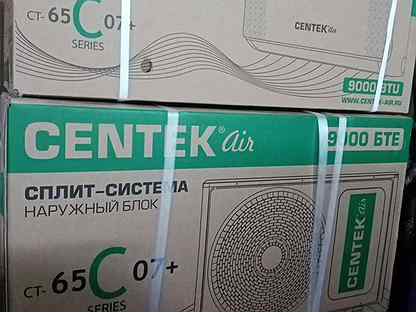 CT-65C07+
SERIES
CENTEK air
9000 BTU
WWW.CENTEK-AIR.RU
CENTEK® air
9000 БТЕ
СПЛИТ-СИСТЕМА
НАРУЖНЫЙ БЛОК
CT-65C07+
SERIES
CENTEK air